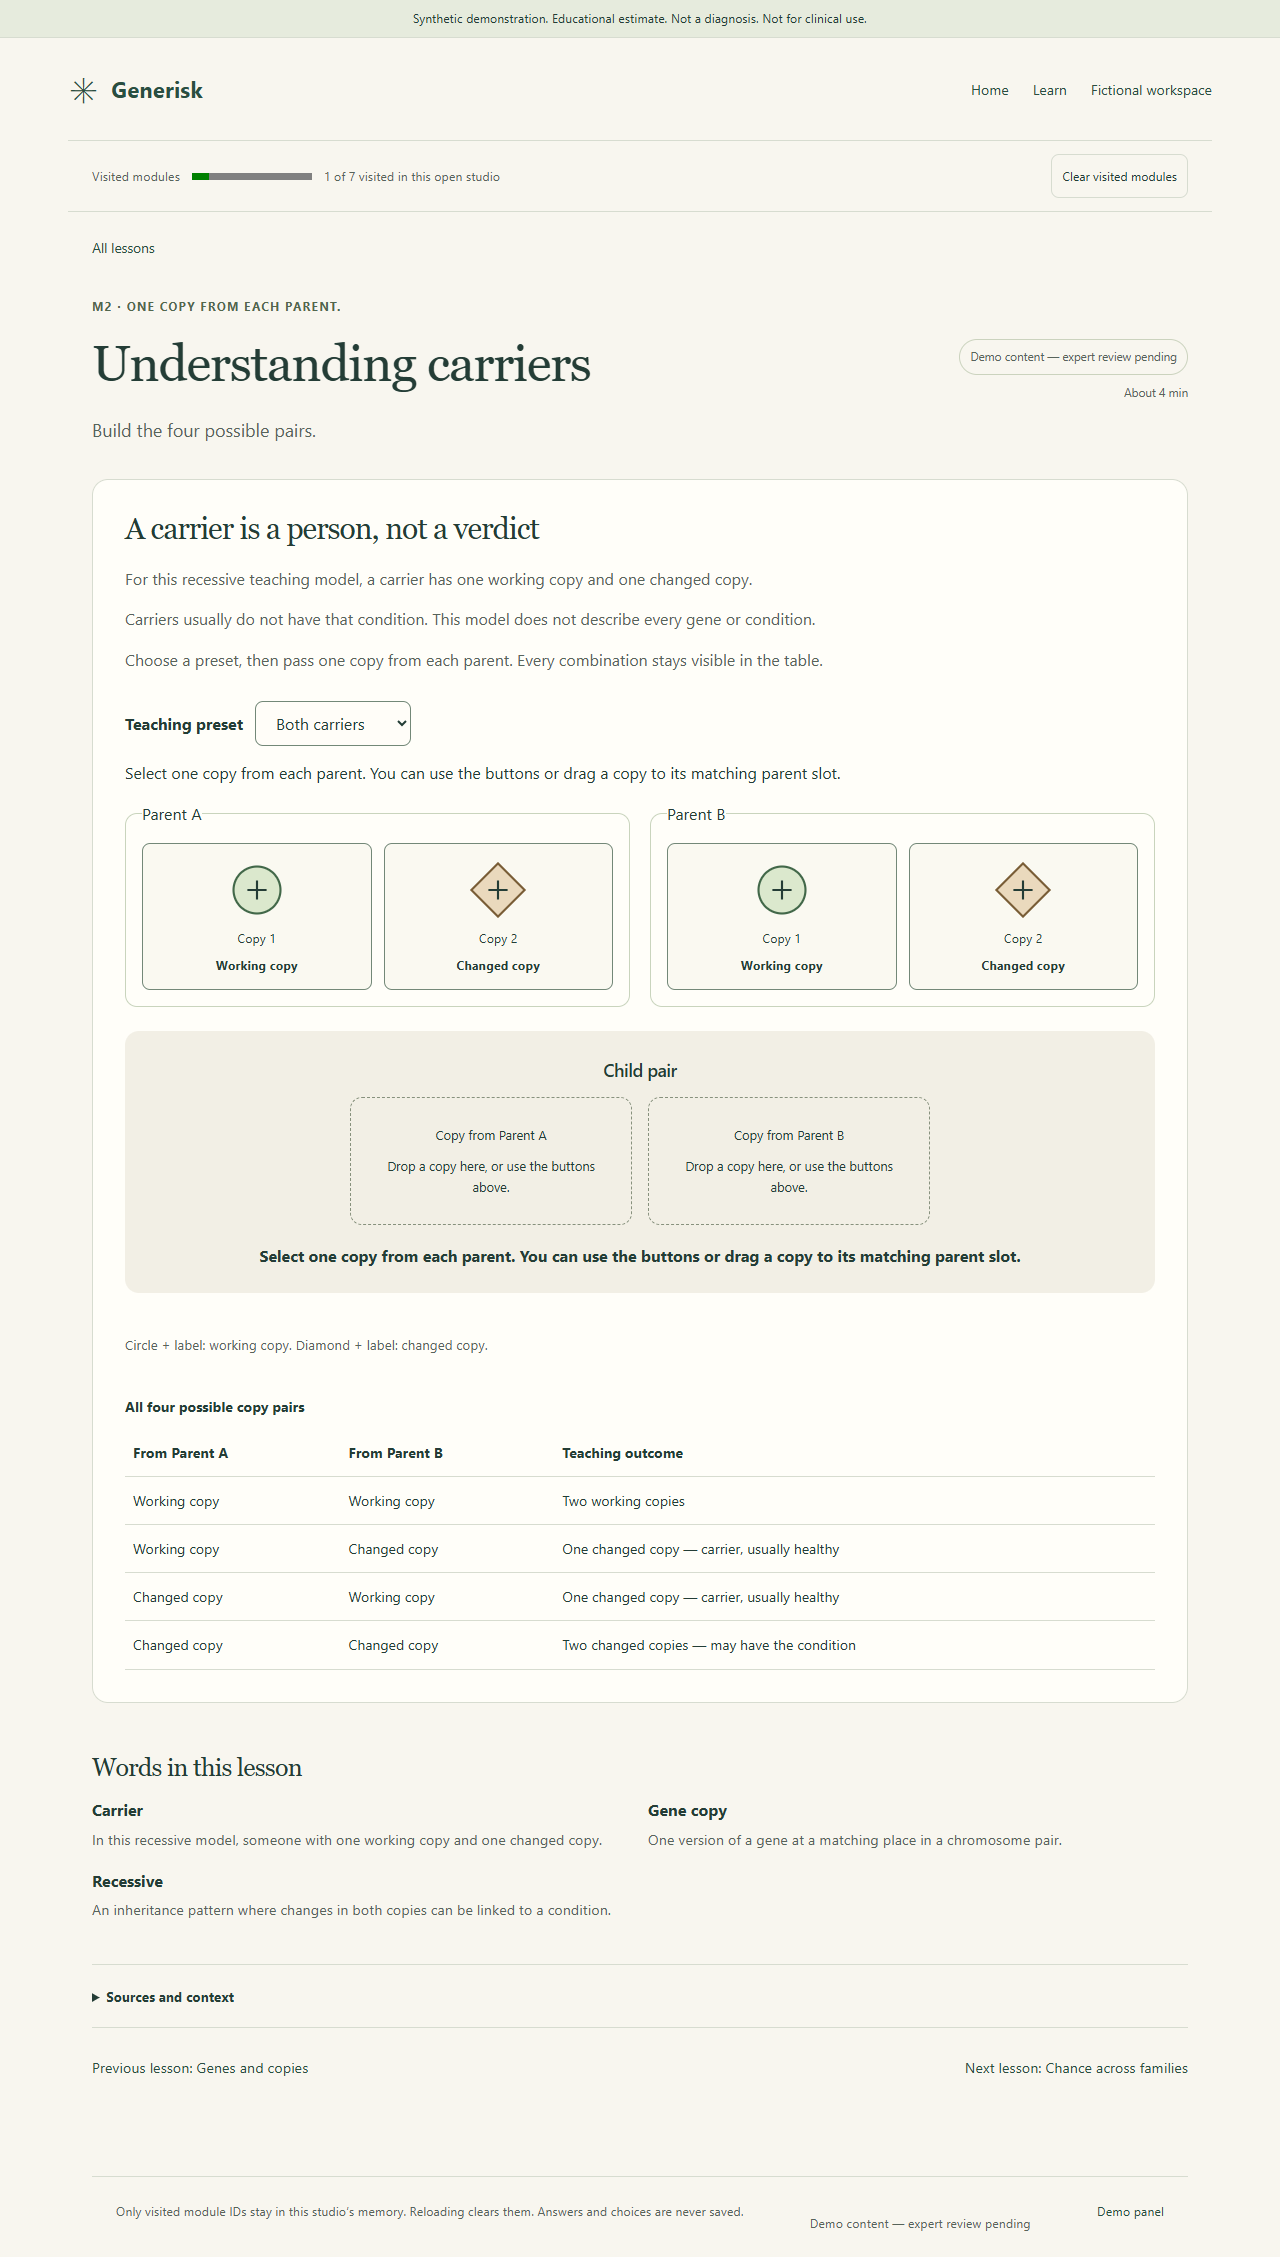 Synthetic demonstration. Educational estimate. Not a diagnosis. Not for clinical use.
Generisk
Home Learn Fictional workspace
Visited modules 1 of 7 visited in this open studio Clear visited modules
All lessons
M2 · ONE COPY FROM EACH PARENT.
Understanding carriers
Demo content — expert review pending
About 4 min
Build the four possible pairs.
A carrier is a person, not a verdict
For this recessive teaching model, a carrier has one working copy and one changed copy.
Carriers usually do not have that condition. This model does not describe every gene or condition.
Choose a preset, then pass one copy from each parent. Every combination stays visible in the table.
Teaching preset Both carriers
Select one copy from each parent. You can use the buttons or drag a copy to its matching parent slot.
Parent A Parent B
Copy 1 Copy 2 Copy 1 Copy 2
Working copy Changed copy Working copy Changed copy
Child pair
Copy from Parent A Copy from Parent B
Drop a copy here, or use the buttons Drop a copy here, or use the buttons
above. above.
Select one copy from each parent. You can use the buttons or drag a copy to its matching parent slot.
Circle + label: working copy. Diamond + label: changed copy.
All four possible copy pairs
From Parent A From Parent B Teaching outcome
Working copy Working copy Two working copies
Working copy Changed copy One changed copy — carrier, usually healthy
Changed copy Working copy One changed copy — carrier, usually healthy
Changed copy Changed copy Two changed copies — may have the condition
Words in this lesson
Carrier Gene copy
In this recessive model, someone with one working copy and one changed copy. One version of a gene at a matching place in a chromosome pair.
Recessive
An inheritance pattern where changes in both copies can be linked to a condition.
Sources and context
Previous lesson: Genes and copies Next lesson: Chance across families
Only visited module IDs stay in this studio's memory. Reloading clears them. Answers and choices are never saved. Demo panel
Demo content — expert review pending